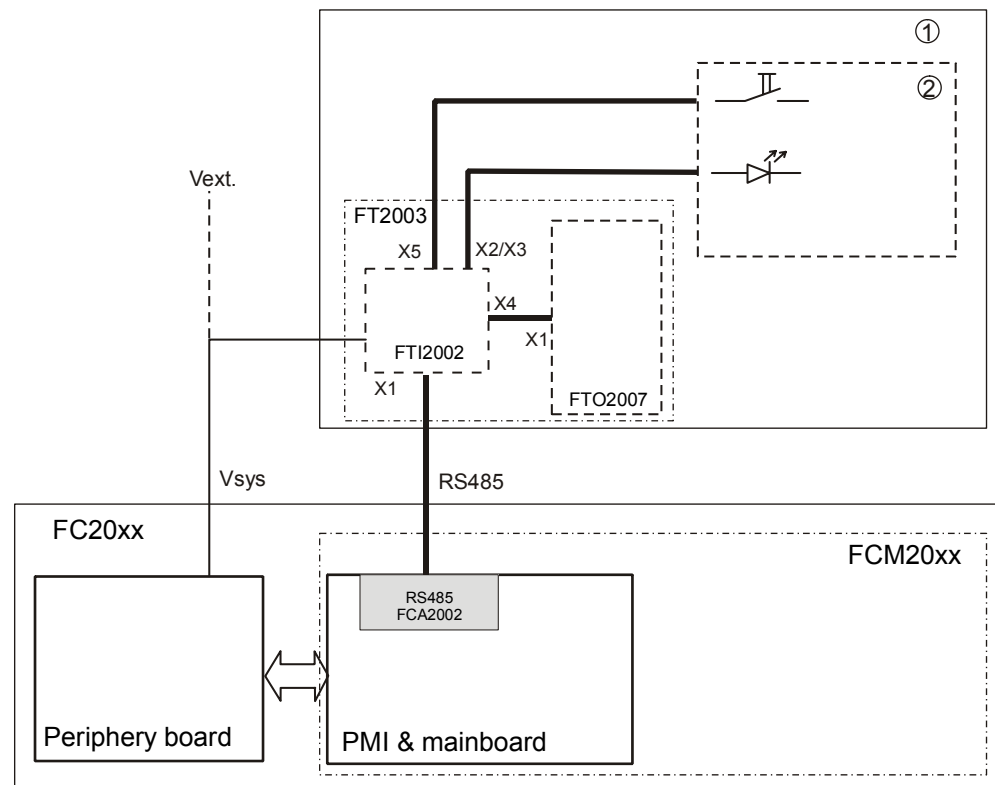 ①
②
Vext.
FT2003
X5
X2/X3
X4
X1
FTI2002
X1
FTO2007
Vsys
RS485
FC20xx
FCM20xx
RS485
FCA2002
Periphery board
PMI & mainboard